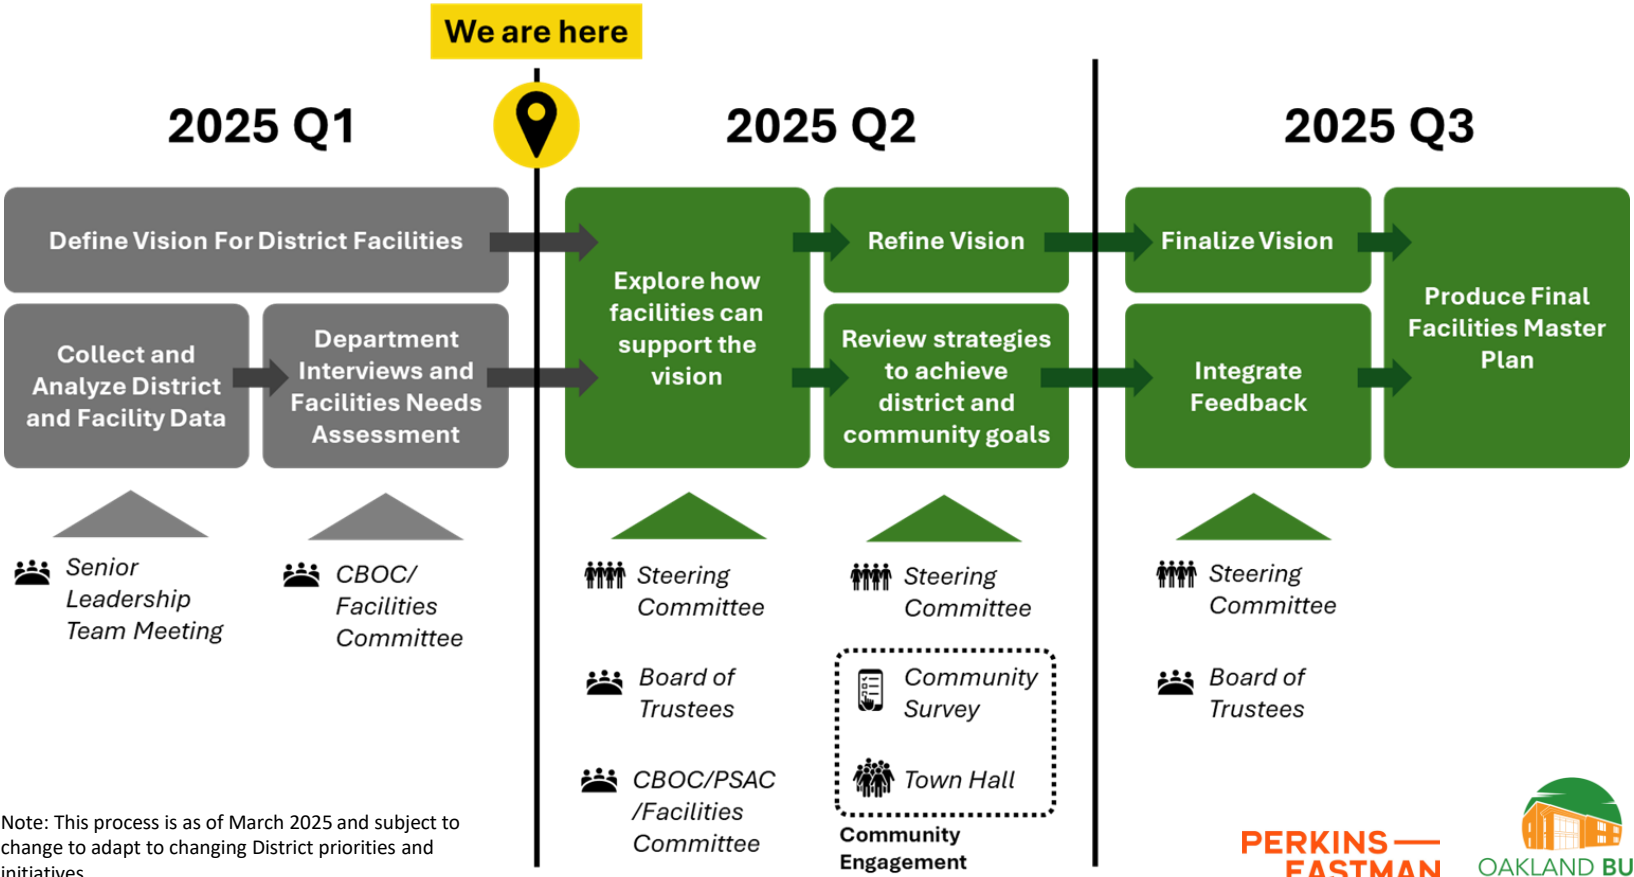 We are here
2025 Q1
2025 Q2
2025 Q3
Define Vision For District Facilities
Collect and
Analyze District
and Facility Data
Department
Interviews and
Facilities Needs
Assessment
Explore how
facilities can
support the
vision
Refine Vision
Review strategies
to achieve
district and
community goals
Finalize Vision
Integrate
Feedback
Produce Final
Facilities Master
Plan
Senior
Leadership
Team Meeting
CBOC/
Facilities
Committee
Steering
Committee
Board of
Trustees
CBOC/PSAC
/Facilities
Committee
Steering
Committee
Community
Survey
Town Hall
Community
Engagement
Steering
Committee
Board of
Trustees
Note: This process is as of March 2025 and subject to
change to adapt to changing District priorities and
initiatives
PERKINS
EASTMAN
OAKLAND BU